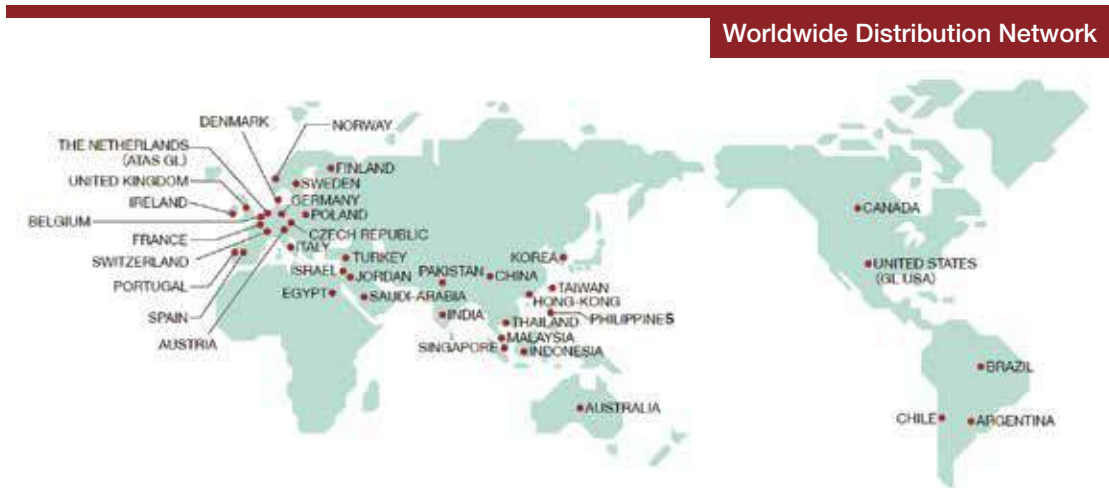 Worldwide Distribution Network
DENMARK
NORWAY
THE NETHERLANDS
(ATAS GL)
FINLAND
UNITED KINGDOM
SWEDEN
IRELAND
GERMANY
BELGIUM
POLAND
CZECH REPUBLIC
FRANCE
ITALY
SWITZERLAND
TURKEY
PORTUGAL
ISRAEL
JORDAN
EGYPT
SAUDI-ARABIA
SPAIN
AUSTRIA
PAKISTAN
INDIA
KOREA
CHINA
TAIWAN
HONG-KONG
PHILIPPINES
THAILAND
MALAYSIA
SINGAPORE
INDONESIA
AUSTRALIA
CANADA
UNITED STATES
(GL USA)
BRAZIL
CHILE
ARGENTINA